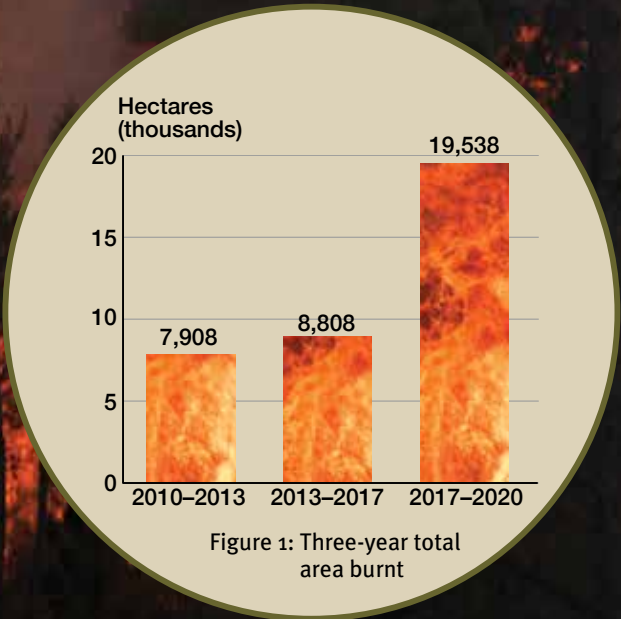 Hectares
(thousands)
20
19,538
15
10
7,908
8,808
5
0
2010–2013 2013–2017 2017–2020
Figure 1: Three-year total
area burnt